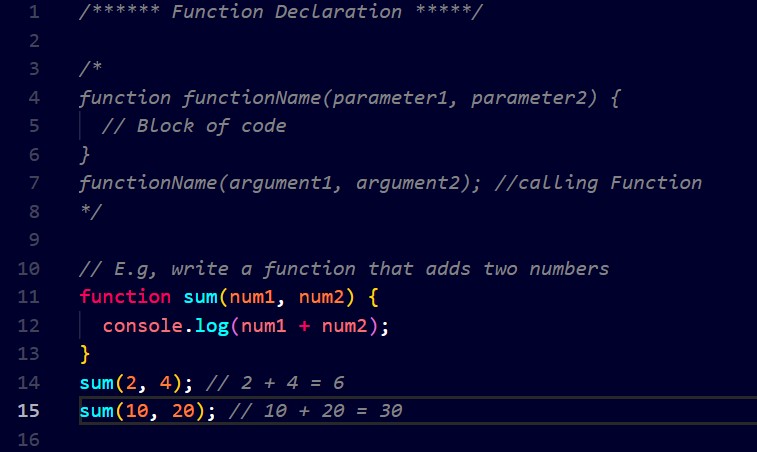 1 /****** Function Declaration *****/
2
3 /*
4 function functionName(parameter1, parameter2) {
5   // Block of code
6 }
7 functionName(argument1, argument2); //calling Function
8 */
9
10 // E.g, write a function that adds two numbers
11 function sum(num1, num2) {
12   console.log(num1 + num2);
13 }
14 sum(2, 4); // 2 + 4 = 6
15 sum(10, 20); // 10 + 20 = 30
16